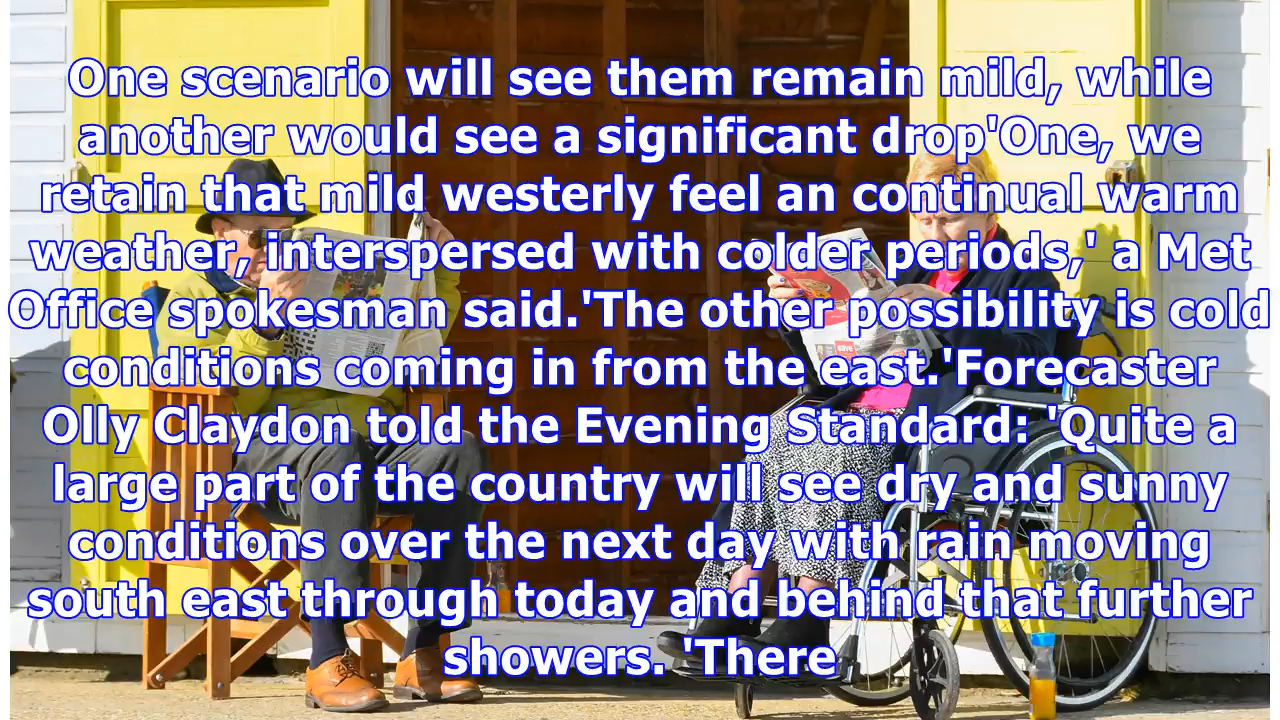 One scenario will see them remain mild, while
another would see a significant drop'One, we
retain that mild westerly feel an continual warm
weather, interspersed with colder periods,' a Met
Office spokesman said.'The other possibility is cold
conditions coming in from the east.'Forecaster
Olly Claydon told the Evening Standard: 'Quite a
large part of the country will see dry and sunny
conditions over the next day with rain moving
south east through today and behind that further
showers. 'There